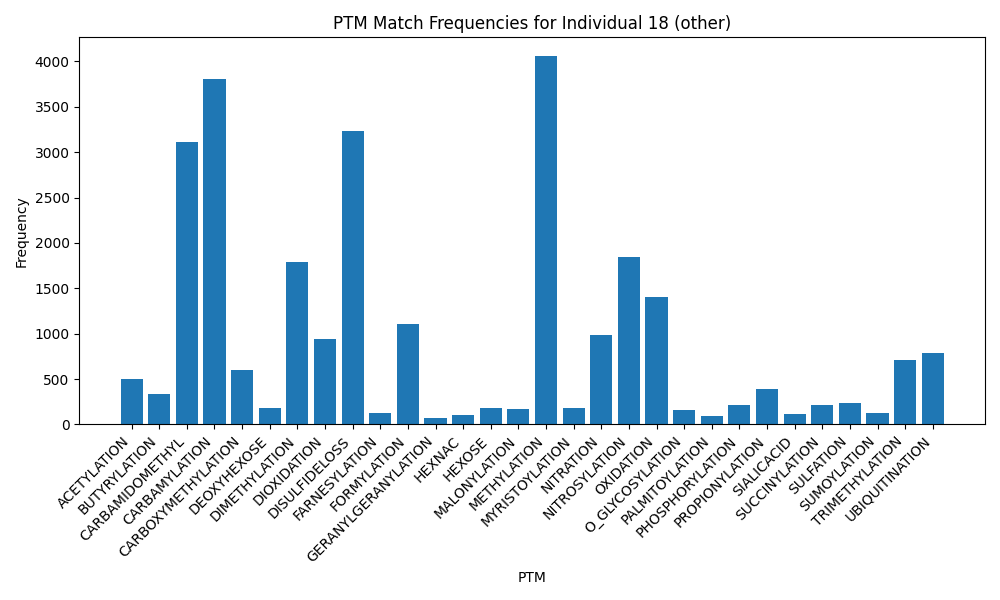 PTM Match Frequencies for Individual 18 (other)
Frequency
4000
3500
3000
2500
2000
1500
1000
500
0
ACETYLATION
BUTYRYLATION
CARBAMIDOMETHYL
CARBAMYLATION
CARBOXYMETHYLATION
DEOXYHEXOSE
DIMETHYLATION
DIOXIDATION
DISULFIDELOSS
FARNESYLATION
FORMYLATION
GERANYLGERANYLATION
HEXNAC
HEXOSE
MALONYLATION
METHYLATION
MYRISTOYLATION
NITRATION
NITROSYLATION
OXIDATION
O_GLYCOSYLATION
PALMITOYLATION
PHOSPHORYLATION
PROPIONYLATION
SIALICACID
SUCCINYLATION
SULFATION
SUMOYLATION
TRIMETHYLATION
UBIQUITINATION
PTM